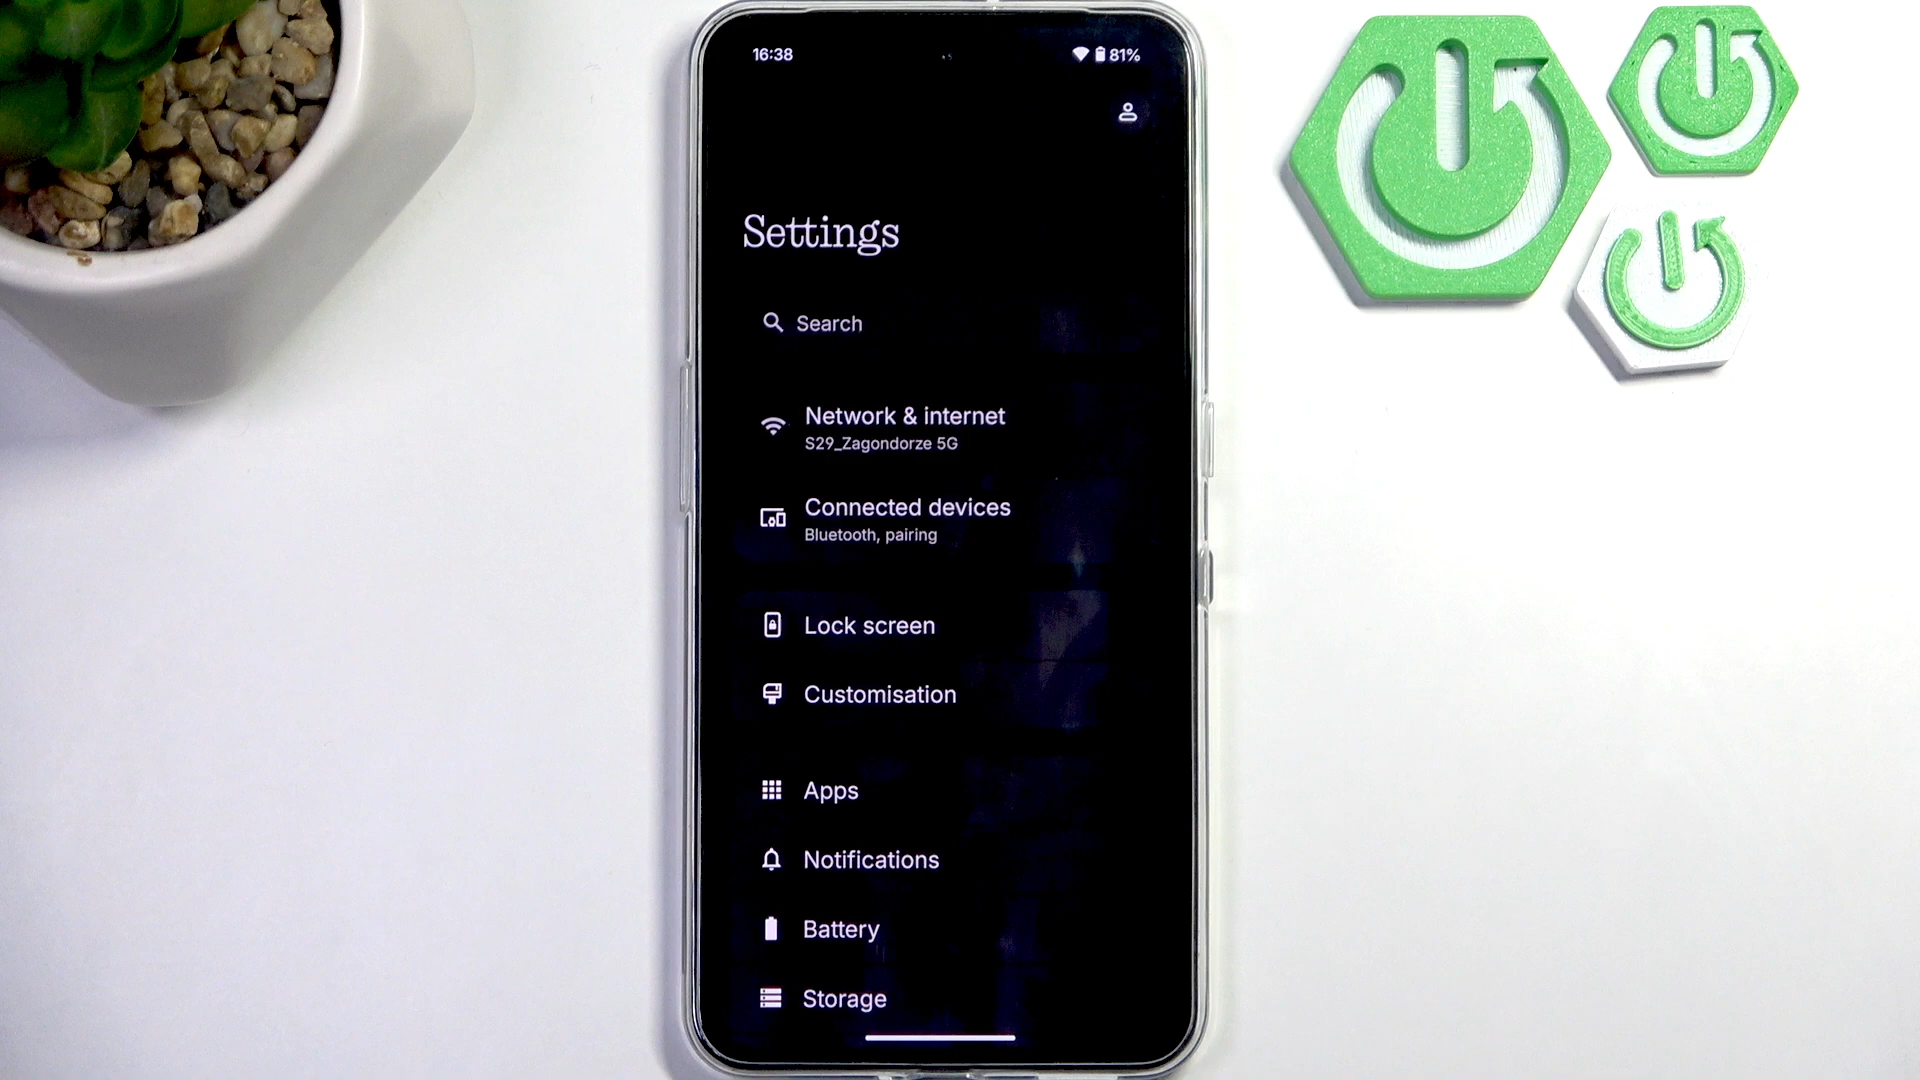 16:38
81%
Settings
Search
Network & internet
S29_Zagondorze 5G
Connected devices
Bluetooth, pairing
Lock screen
Customisation
Apps
Notifications
Battery
Storage